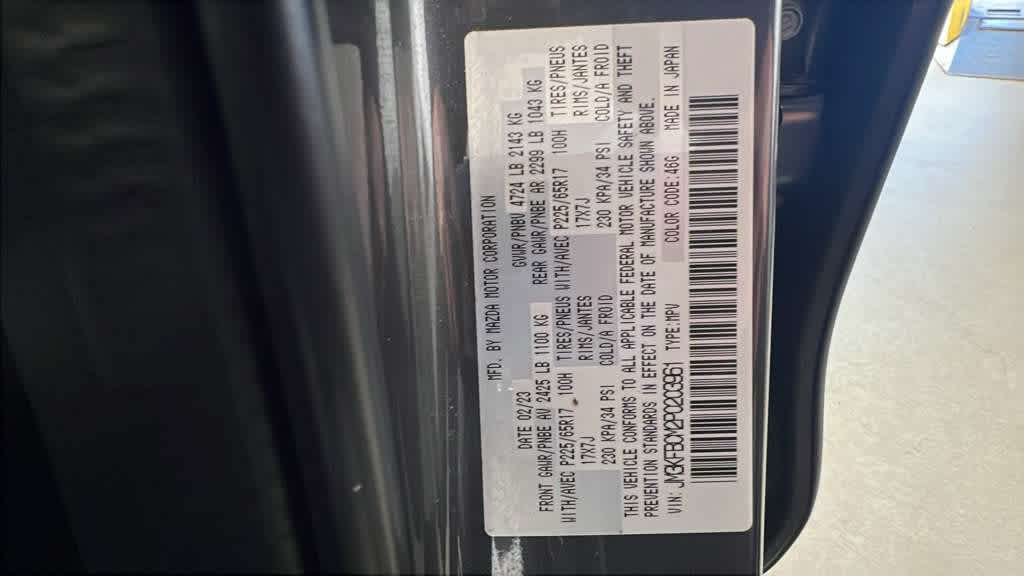 MFD. BY MAZDA MOTOR CORPORATION
DATE 02/23 GVWR/PNBV 4724 LB 2143 KG
FRONT GAWR/PNBE AV 2425 LB 1100 KG REAR GAWR/PNBE AR 2299 LB 1043 KG
WITH/AVEC P225/65R17 100H TIRES/PNEUS WITH/AVEC P225/65R17 100H TIRES/PNEUS
17X7J RIMS/JANTES 17X7J RIMS/JANTES
230 KPA/34 PSI COLD/A FROID 230 KPA/34 PSI COLD/A FROID
THIS VEHICLE CONFORMS TO ALL APPLICABLE FEDERAL MOTOR VEHICLE SAFETY AND THEFT
PREVENTION STANDARDS IN EFFECT ON THE DATE OF MANUFACTURE SHOWN ABOVE.
VIN: JM3KFBDM2P0203961 TYPE:MPV COLOR CODE:46G MADE IN JAPAN